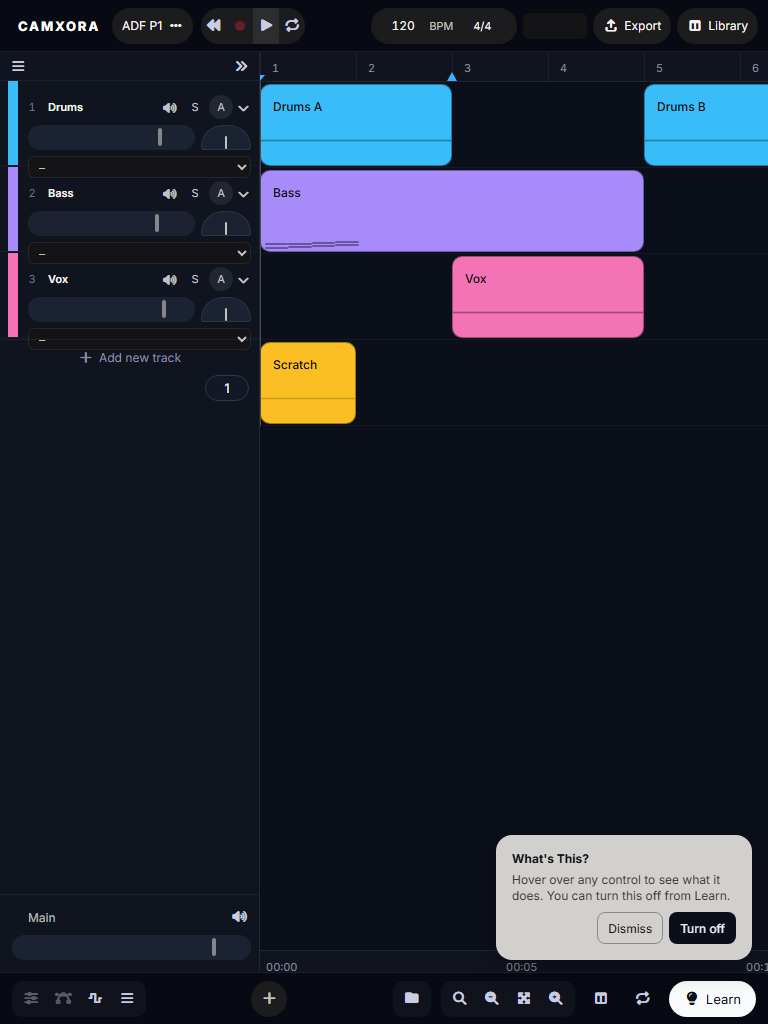 CAMXORA ADF P1 ••• 120 BPM 4/4 Export Library
1 2 3 4 5 6
1 Drums S A
–
2 Bass S A
–
3 Vox S A
–
+ Add new track
1
Drums A Drums B
Bass
Vox
Scratch
What's This?
Hover over any control to see what it
does. You can turn this off from Learn.
Dismiss Turn off
Main
00:00 00:05
Learn